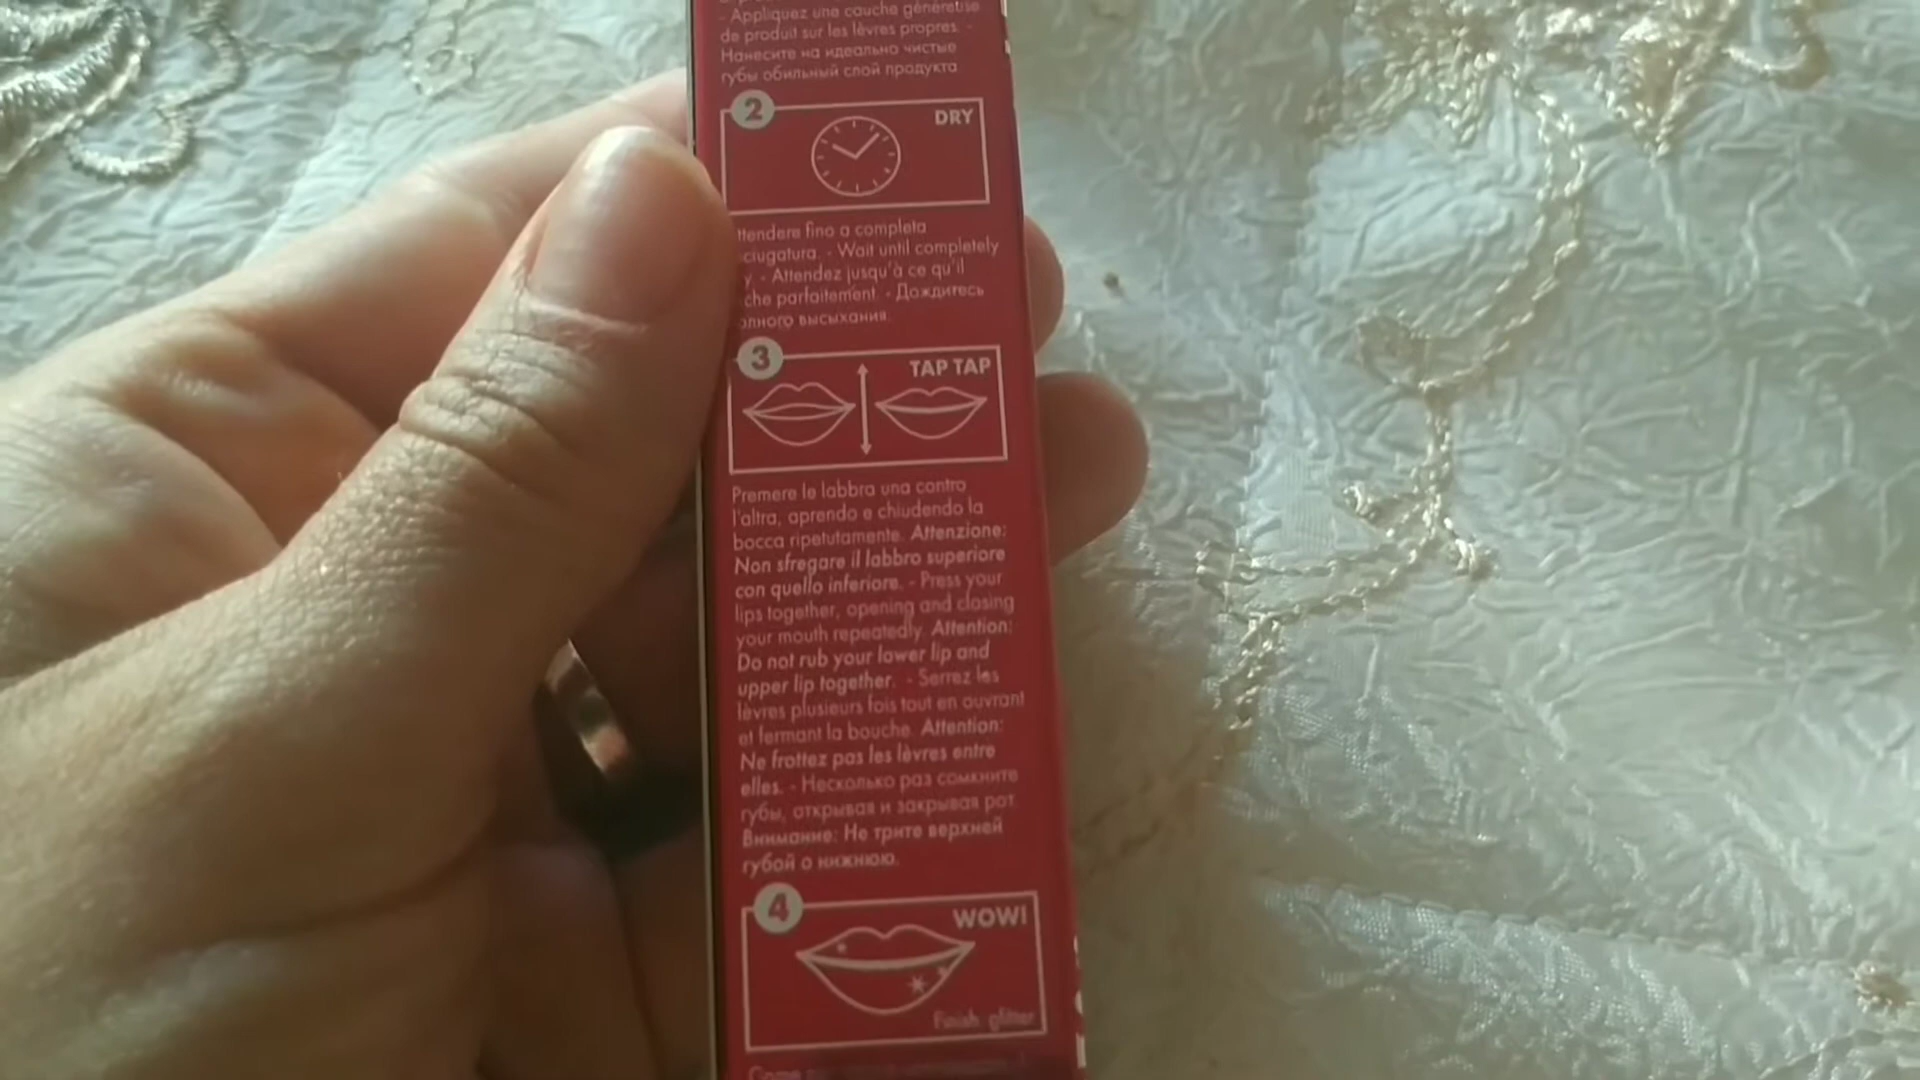 - Appliquez une couche généreuse
de produit sur les lèvres propres. -
Нанесите на идеально чистые
губы обильный слой продукта
2
DRY
ttendere fino a completa
ciugatura. - Wait until completely
y - Attendez jusqu'à ce qu'il
che parfaitement. - Дождитесь
олного высыхания.
3
TAP TAP
Premere le labbra una contro
l'altra, aprendo e chiudendo la
bocca ripetutamente. Attenzione:
Non sfregare il labbro superiore
con quello inferiore. - Press your
lips together, opening and closing
your mouth repeatedly. Attention:
Do not rub your lower lip and
upper lip together. - Serrez les
lèvres plusieurs fois tout en ouvrant
et fermant la bouche. Attention:
Ne frottez pas les lèvres entre
elles. - Несколько раз сомкните
губы, открывая и закрывая рот.
Внимание: Не трите верхней
губой о нижнюю.
4
WOW!
Finish glitter
Come